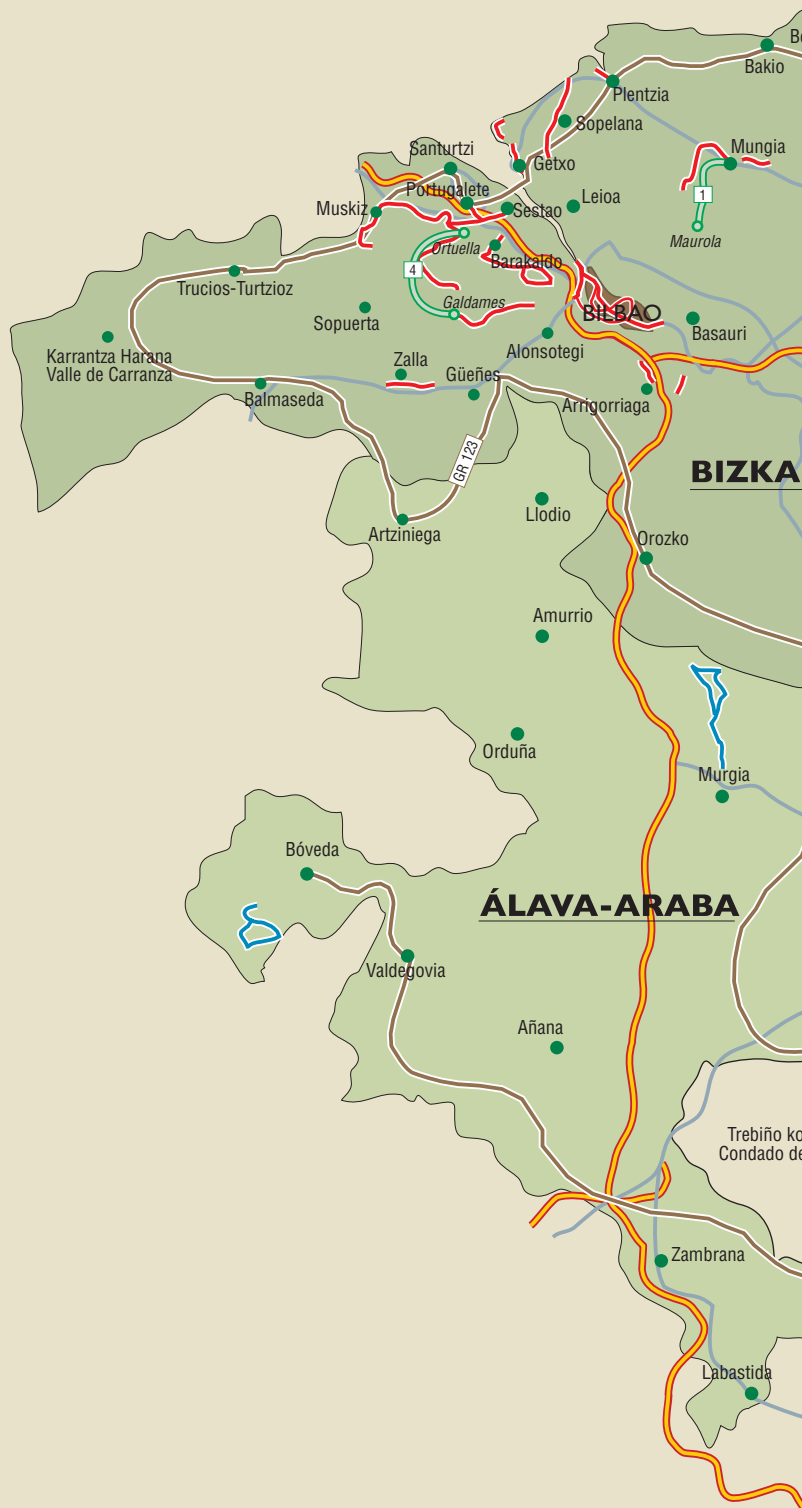 Be
Bakio
Plentzia
Sopelana
Mungia
Santurtzi
Getxo
Portugalete
Leioa
1
Muskiz
Sestao
Ortuella
Maurola
Barakaldo
4
Trucios-Turtzioz
Galdames
BILBAO
Sopuerta
Basauri
Karrantza Harana
Valle de Carranza
Zalla
Alonsotegi
Güeñes
Balmaseda
Arrigorriaga
GR 123
BIZKA
Llodio
Artziniega
Orozko
Amurrio
Orduña
Murgia
Bóveda
ÁLAVA-ARABA
Valdegovia
Añana
Trebiño ko
Condado de
Zambrana
Labastida